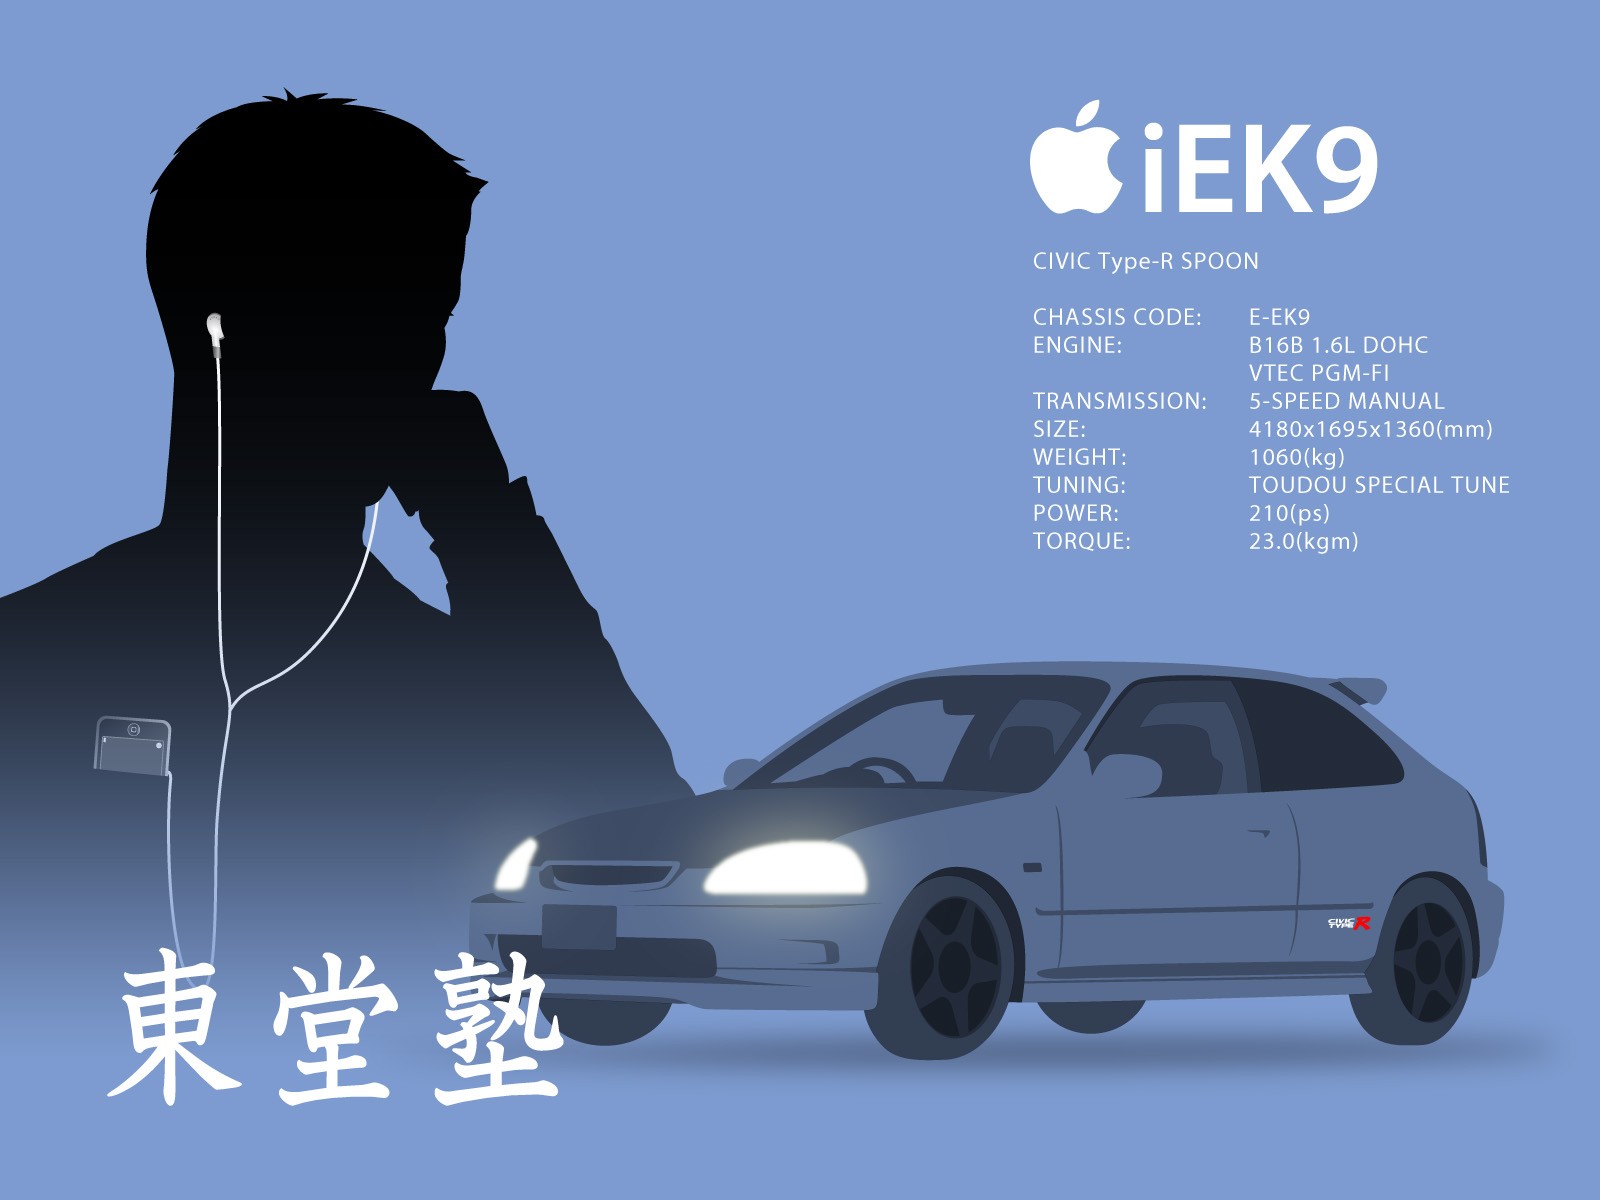 iEK9
CIVIC Type-R SPOON
CHASSIS CODE: E-EK9
ENGINE: B16B 1.6L DOHC
VTEC PGM-FI
TRANSMISSION: 5-SPEED MANUAL
SIZE: 4180x1695x1360(mm)
WEIGHT: 1060(kg)
TUNING: TOUDOU SPECIAL TUNE
POWER: 210(ps)
TORQUE: 23.0(kgm)
CIVIC
TYPE R
東堂塾